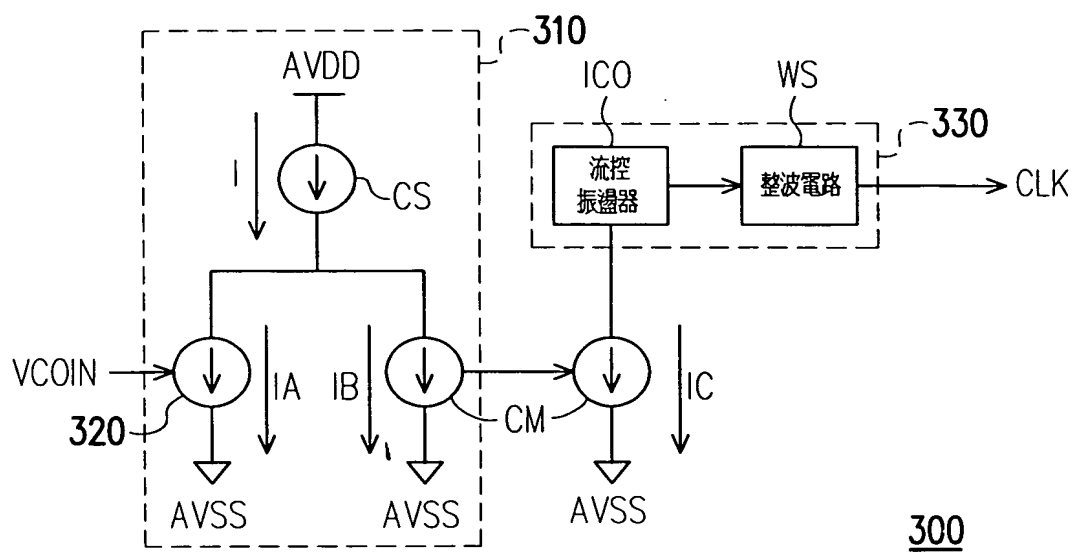 310
AVDD
ICO
WS
330
I
CS
流控
振盪器
整波電路
CLK
VCOIN
320
IA
IB
CM
IC
AVSS
AVSS
AVSS
300